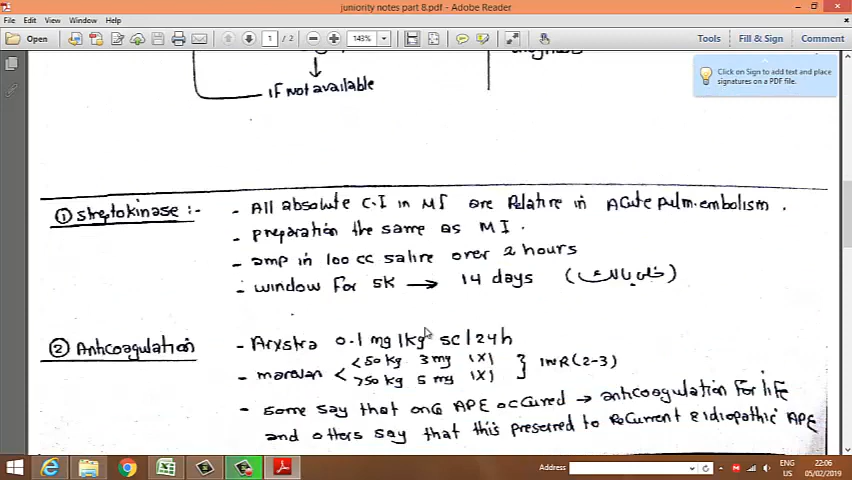 juniority notes part 8.pdf - Adobe Reader
File Edit View Window Help
Open 1 / 2 143% Tools Fill & Sign Comment
Click on Sign to add text and place signatures on a PDF file.
if not available
① Streptokinase :- - All absolute C.I in MI are Relative in Acute pulm.embolism .
- preparation the same as MI .
- amp in 100 cc saline over 2 hours
- window for SK → 14 days (خلى بالك)
② Anticoagulation - Arixtra 0.1 mg/kg SC/24h
- marevan < <50 kg 3 mg 1X1
>50 kg 5 mg 1X1 } INR (2-3)
- some say that once APE occured → anticoagulation for life
and others say that this preserved to Recurrent & idiopathic APE
Address
ENG
US
22:06
05/02/2019